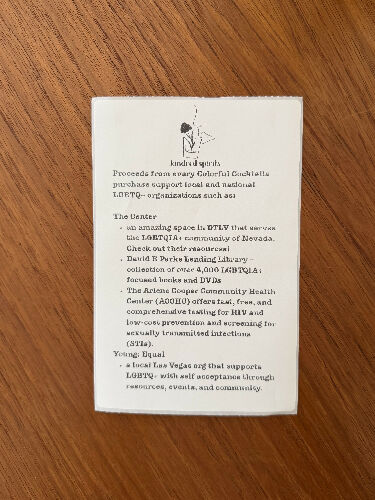 kindred spirits
Proceeds from every Colorful Cocktails
purchase support local and national
LGBTQ+ organizations such as:
The Center
• an amazing space in DTLV that serves
the LGBTQIA+ community of Nevada.
Check out their resources!
• David R Parks Lending Library -
collection of over 4,000 LGBTQIA+
focused books and DVDs
• The Arlene Cooper Community Health
Center (ACCHC) offers fast, free, and
comprehensive testing for HIV and
low-cost prevention and screening for
sexually transmitted infections
(STIs).
Young, Equal
• a local Las Vegas org that supports
LGBTQ+ with self acceptance through
resources, events, and community.